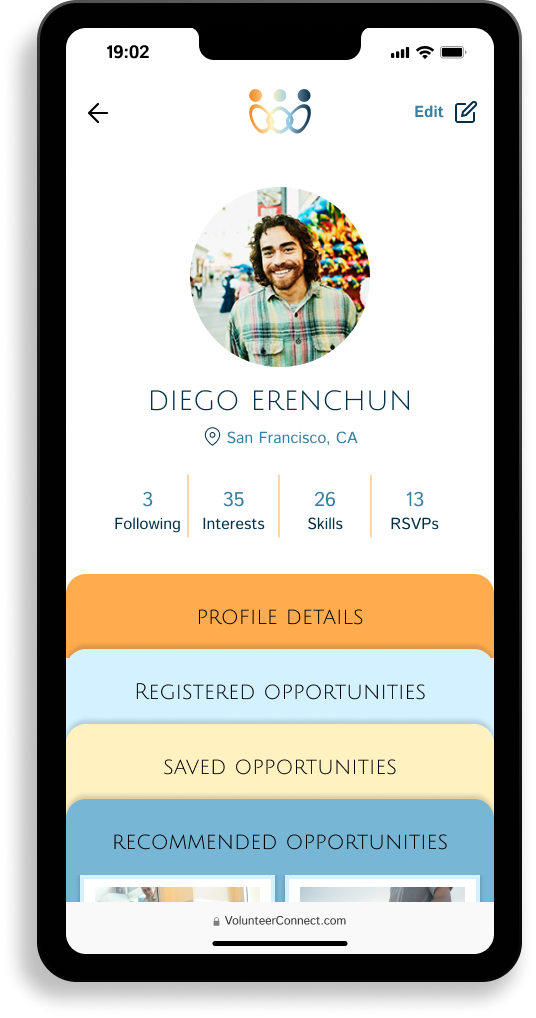 19:02
Edit
DIEGO ERENCHUN
San Francisco, CA
3 35 26 13
Following Interests Skills RSVPs
PROFILE DETAILS
REGISTERED OPPORTUNITIES
SAVED OPPORTUNITIES
RECOMMENDED OPPORTUNITIES
VolunteerConnect.com